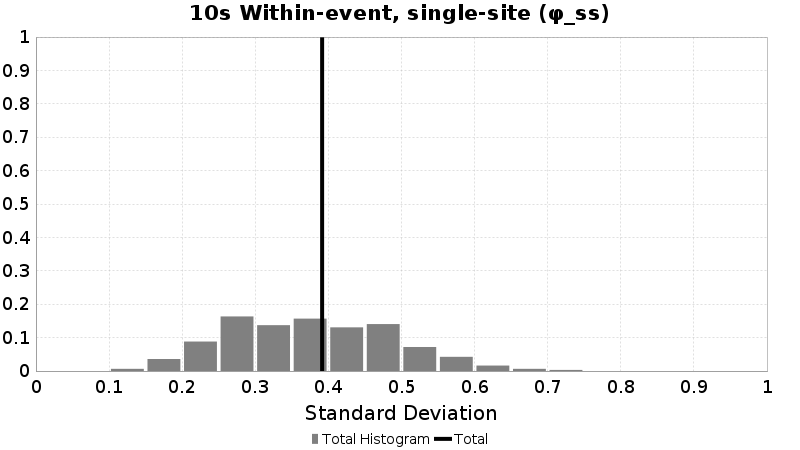 10s Within-event, single-site (φ_ss)
1
0.9
0.8
0.7
0.6
0.5
0.4
0.3
0.2
0.1
0
0 0.1 0.2 0.3 0.4 0.5 0.6 0.7 0.8 0.9 1
Standard Deviation
Total Histogram Total